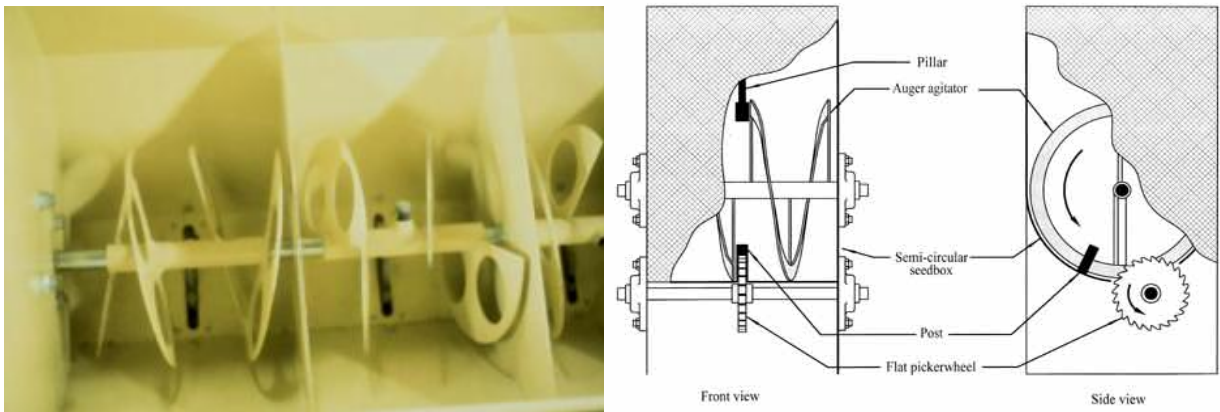 Pillar
Auger agitator
Semi-circular
seedbox
Post
Flat pickerwheel
Front view
Side view